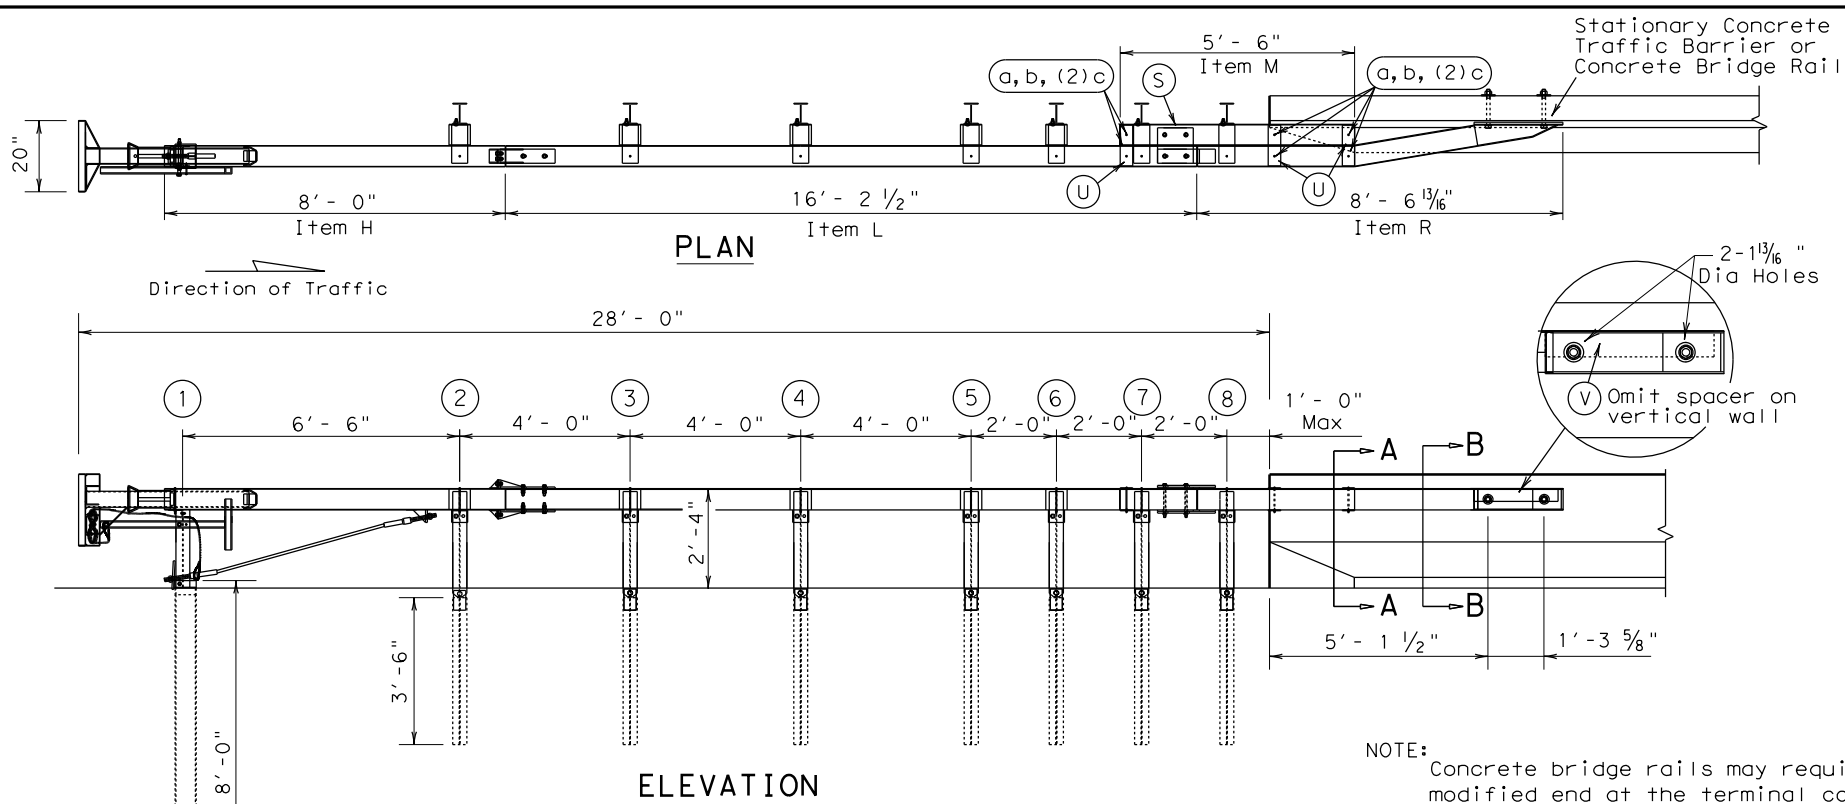 Stationary Concrete
Traffic Barrier or
Concrete Bridge Rail
5'- 6"
Item M
a, b, (2) c
S
a, b, (2) c
20"
U
U
8'- 0"
Item H
16'- 2 1/2"
Item L
8'- 6 13/16"
Item R
PLAN
Direction of Traffic
2-1 13/16 "
Dia Holes
28'- 0"
V
Omit spacer on
vertical wall
1
2
3
4
5
6
7
8
6'- 6"
4'- 0"
4'- 0"
4'- 0"
2'-0"
2'-0"
2'-0"
1'- 0"
Max
A
B
2'-4"
A
B
5'- 1 1/2"
1'-3 5/8"
3'-6"
8'-0"
ELEVATION
NOTE:
Concrete bridge rails may requi
modified end at the terminal co